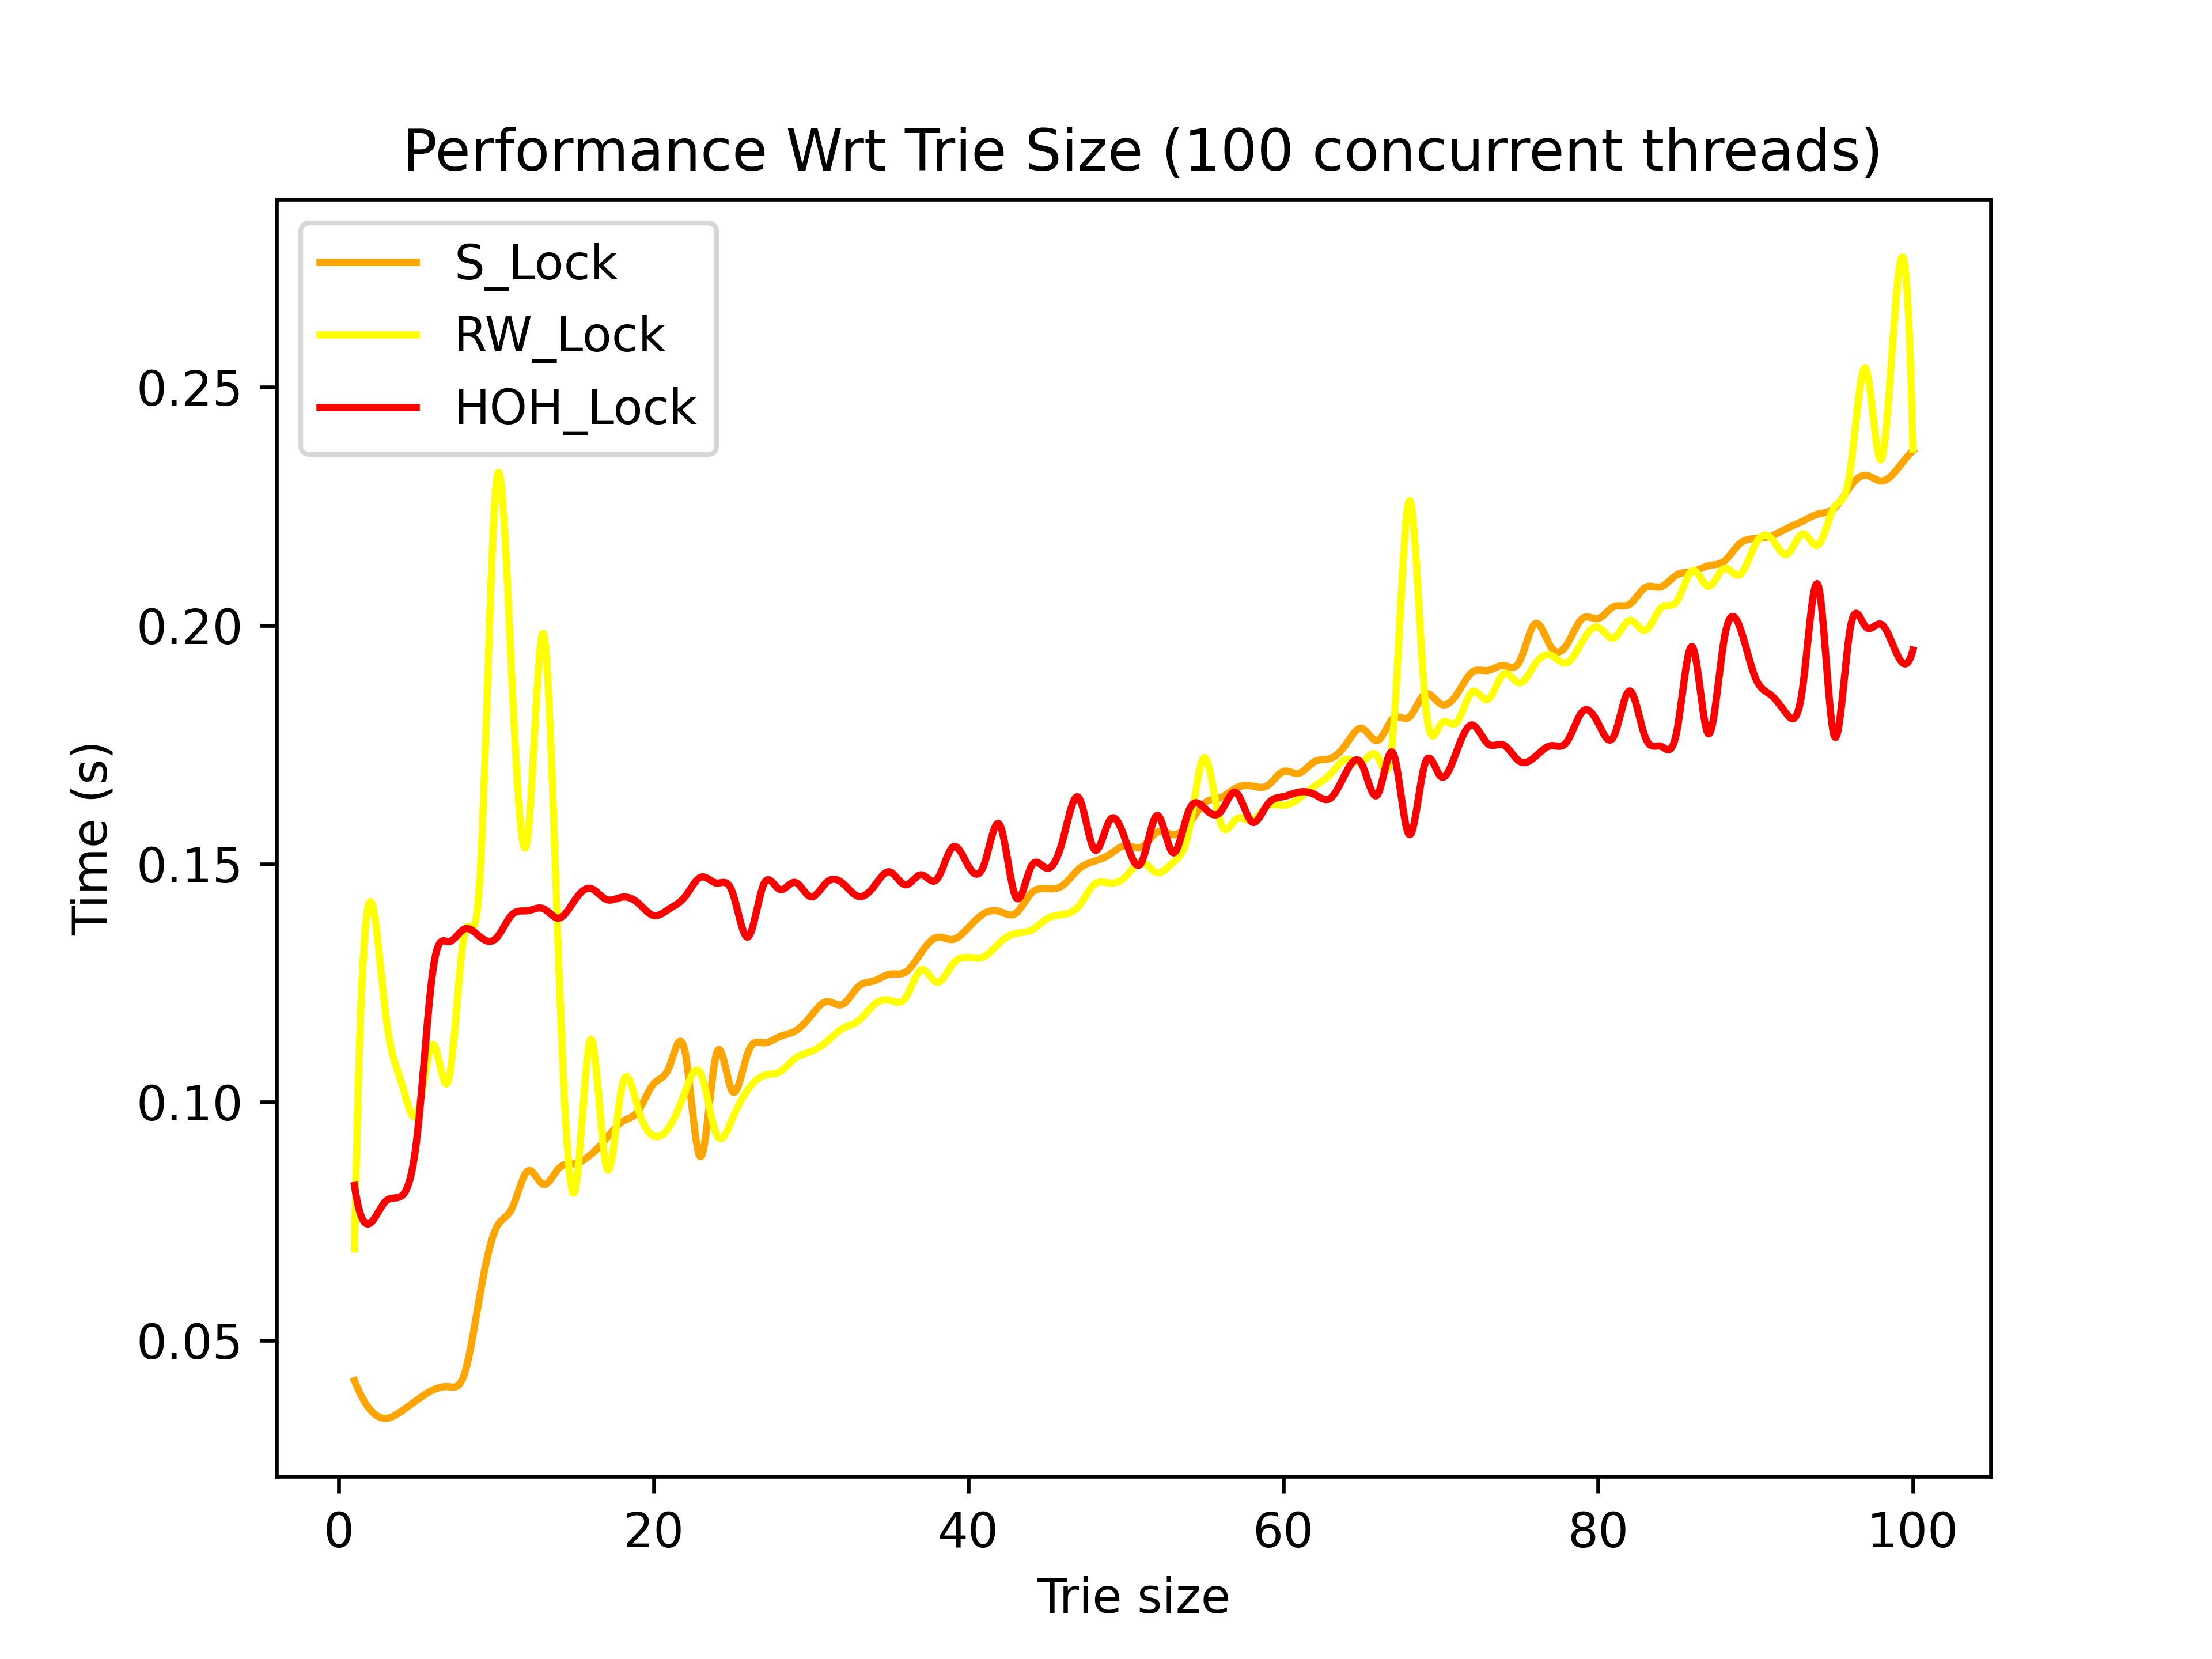 Performance Wrt Trie Size (100 concurrent threads)
S_Lock
RW_Lock
HOH_Lock
0.25
0.20
0.15
0.10
0.05
Time (s)
0 20 40 60 80 100
Trie size